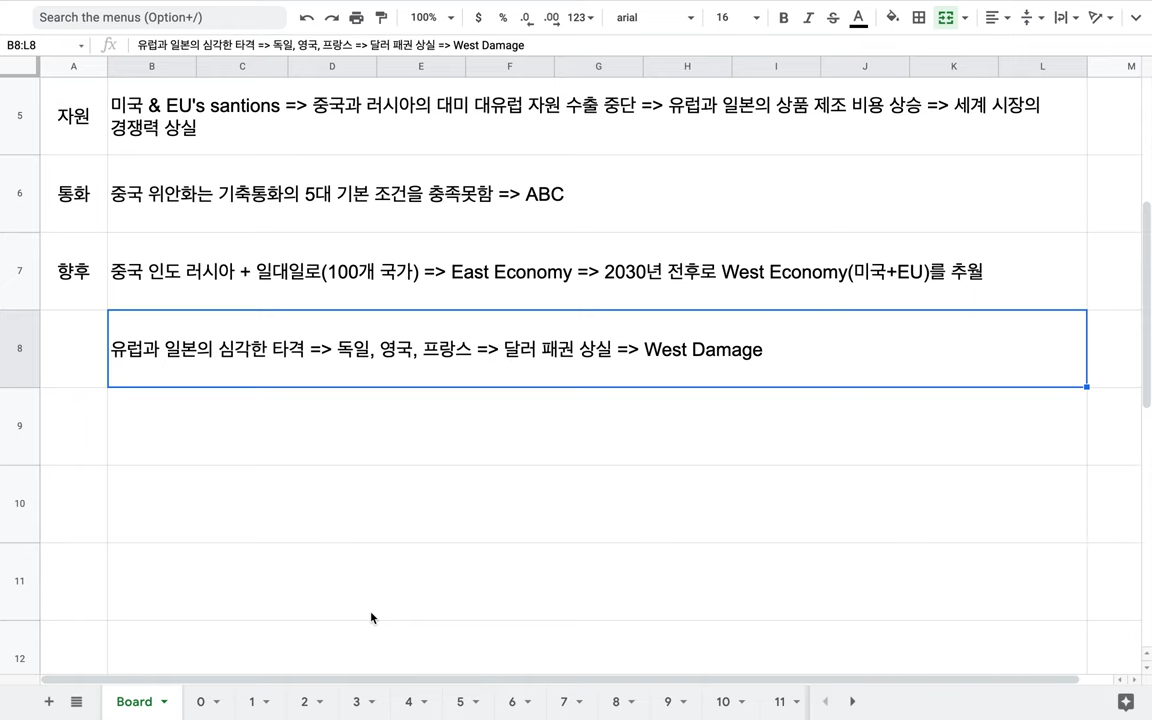 Search the menus (Option+/)
100%
$ % .0 .00 123
arial
16
B I S A
B8:L8
fx
유럽과 일본의 심각한 타격 => 독일, 영국, 프랑스 => 달러 패권 상실 => West Damage
A B C D E F G H I J K L M
5
자원
미국 & EU's santions => 중국과 러시아의 대미 대유럽 자원 수출 중단 => 유럽과 일본의 상품 제조 비용 상승 => 세계 시장의
경쟁력 상실
6
통화
중국 위안화는 기축통화의 5대 기본 조건을 충족못함 => ABC
7
향후
중국 인도 러시아 + 일대일로(100개 국가) => East Economy => 2030년 전후로 West Economy(미국+EU)를 추월
8
유럽과 일본의 심각한 타격 => 독일, 영국, 프랑스 => 달러 패권 상실 => West Damage
9
10
11
12
Board 0 1 2 3 4 5 6 7 8 9 10 11